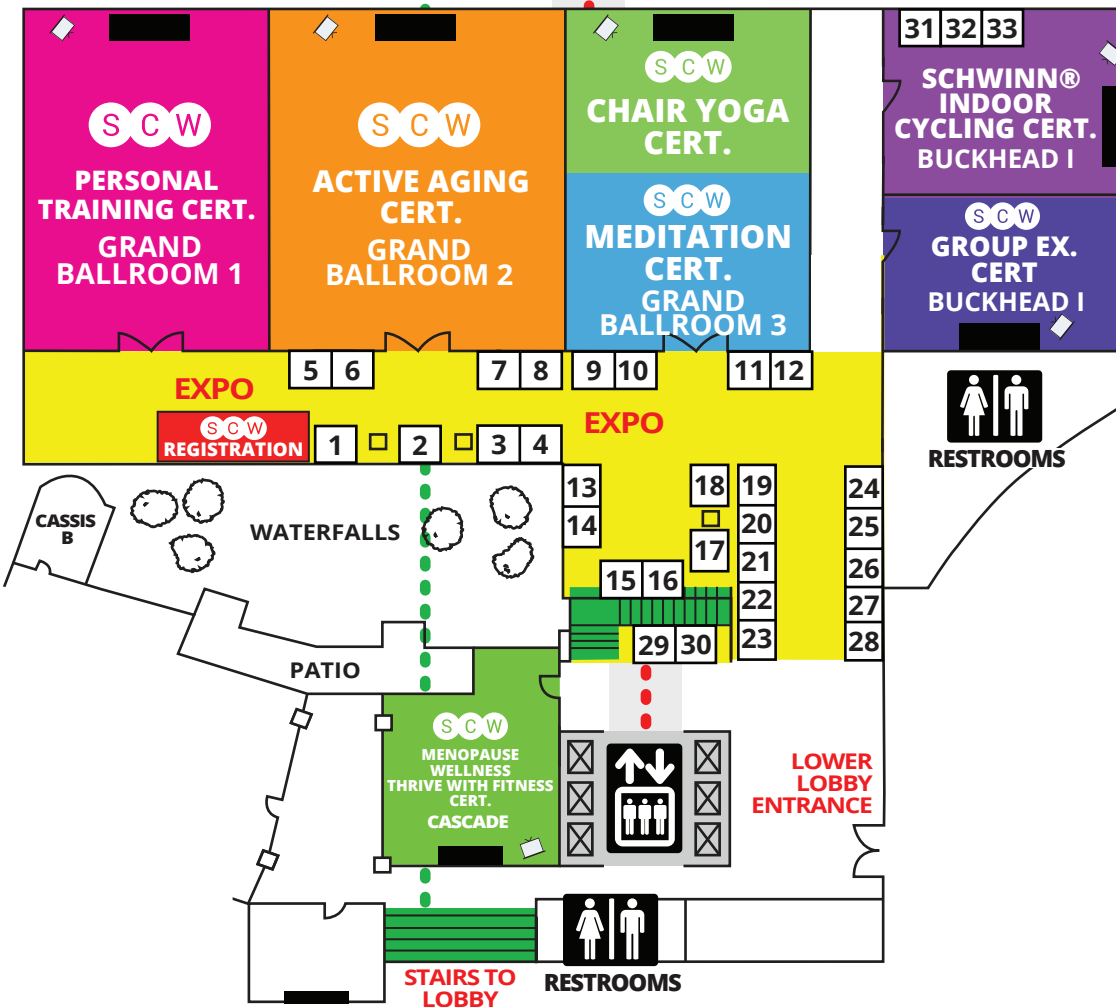 SCW
PERSONAL
TRAINING CERT.
GRAND
BALLROOM 1
SCW
ACTIVE AGING
CERT.
GRAND
BALLROOM 2
SCW
CHAIR YOGA
CERT.
SCW
MEDITATION
CERT.
GRAND
BALLROOM 3
31 32 33
SCHWINN®
INDOOR
CYCLING CERT.
BUCKHEAD I
SCW
GROUP EX.
CERT
BUCKHEAD I
5 6
7 8
9 10
11 12
EXPO
EXPO
SCW
REGISTRATION
1
2
3 4
RESTROOMS
13
14
18
17
15 16
19
20
21
22
23
24
25
26
27
28
29 30
CASSIS
B
WATERFALLS
PATIO
SCW
MENOPAUSE
WELLNESS
THRIVE WITH FITNESS
CERT.
CASCADE
LOWER
LOBBY
ENTRANCE
STAIRS TO
LOBBY
RESTROOMS